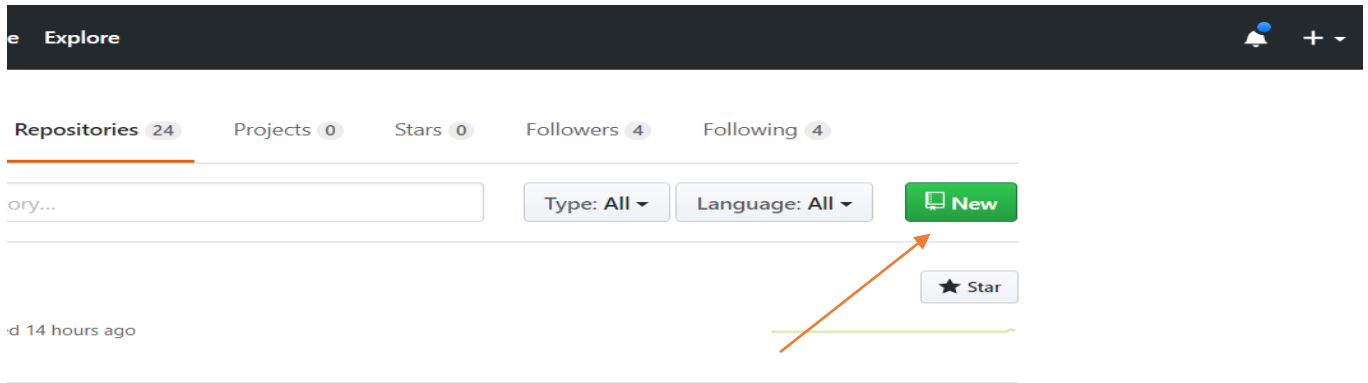 e Explore
Repositories 24 Projects 0 Stars 0 Followers 4 Following 4
ory... Type: All Language: All New
Star
ed 14 hours ago